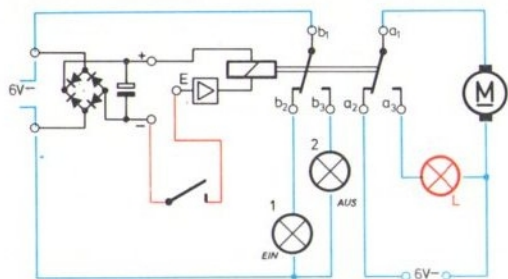 b₁
a₁
+
E
6V~
−
b₂
b₃
a₂
a₃
M
2
AUS
L
1
EIN
6V~